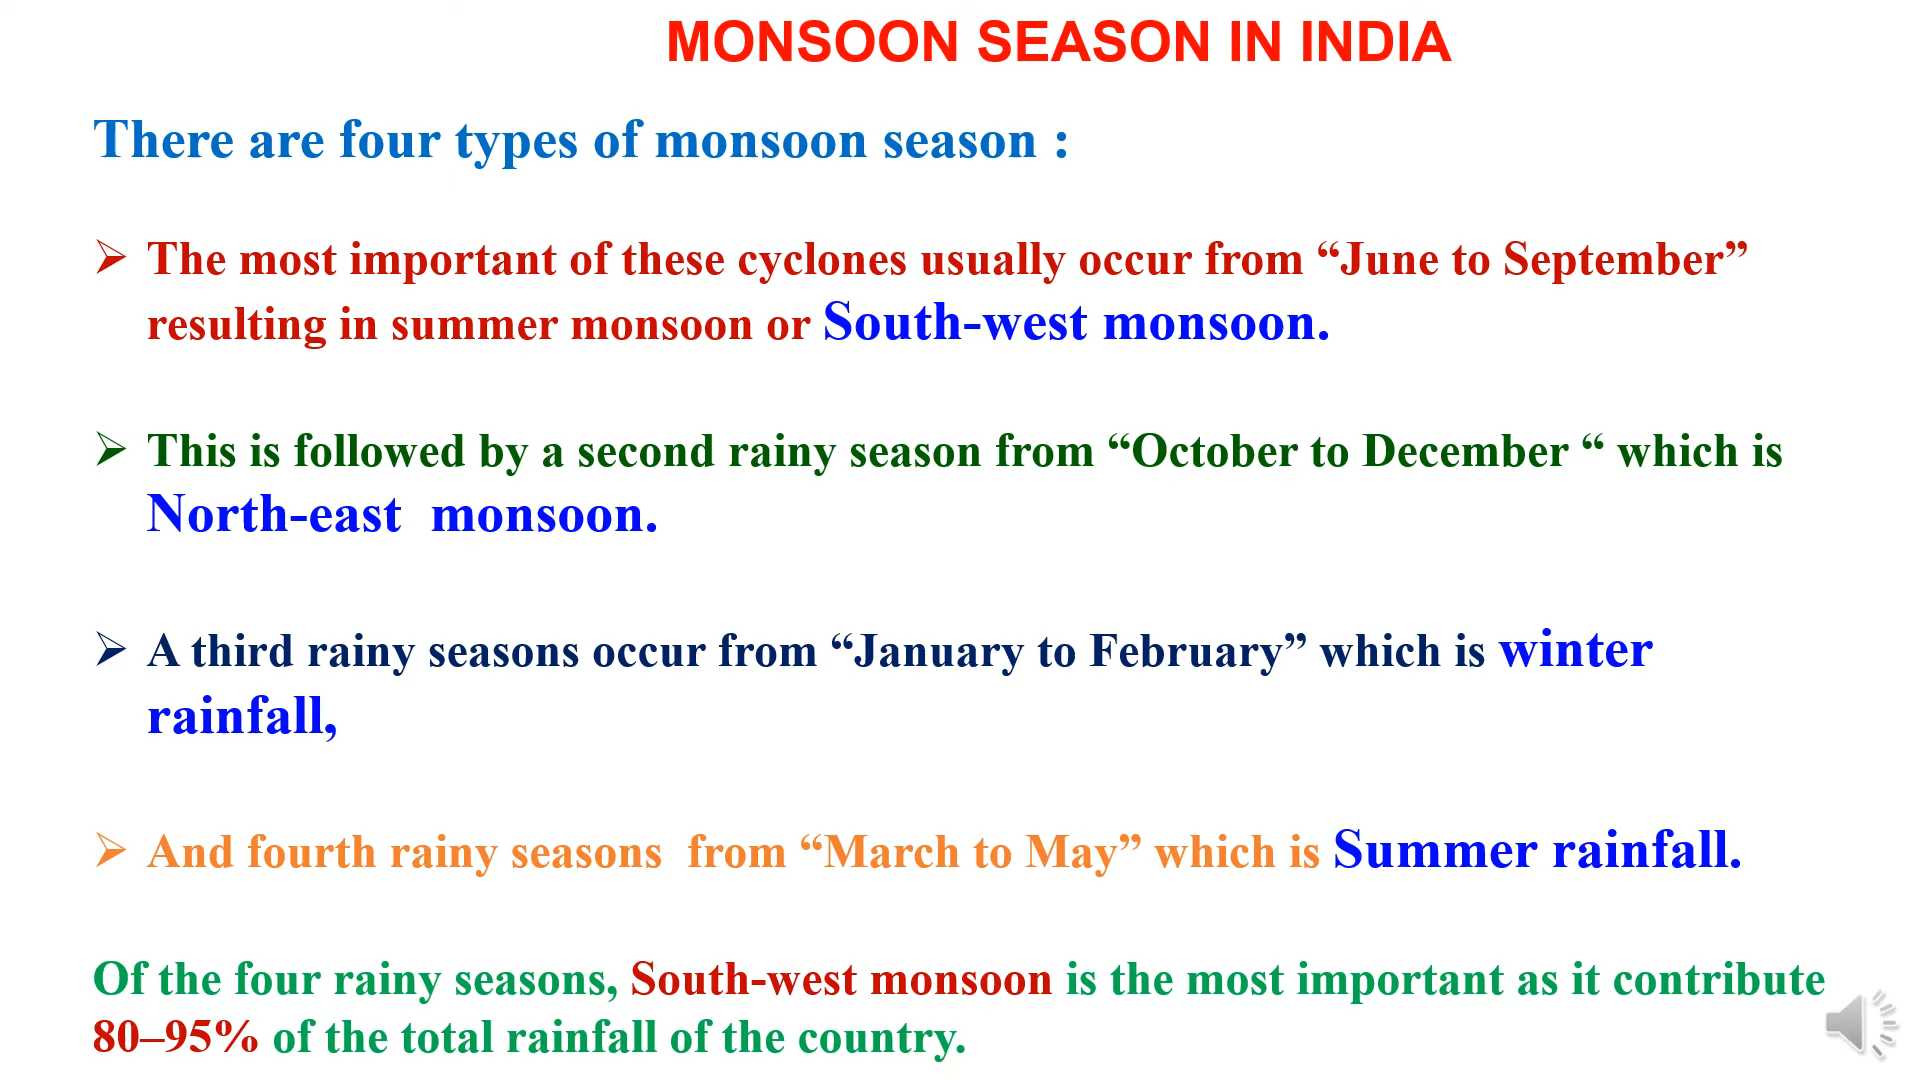 MONSOON SEASON IN INDIA
There are four types of monsoon season :
➢ The most important of these cyclones usually occur from “June to September”
resulting in summer monsoon or South-west monsoon.
➢ This is followed by a second rainy season from “October to December “ which is
North-east  monsoon.
➢ A third rainy seasons occur from “January to February” which is winter
rainfall,
➢ And fourth rainy seasons  from “March to May” which is Summer rainfall.
Of the four rainy seasons, South-west monsoon is the most important as it contribute
80–95% of the total rainfall of the country.